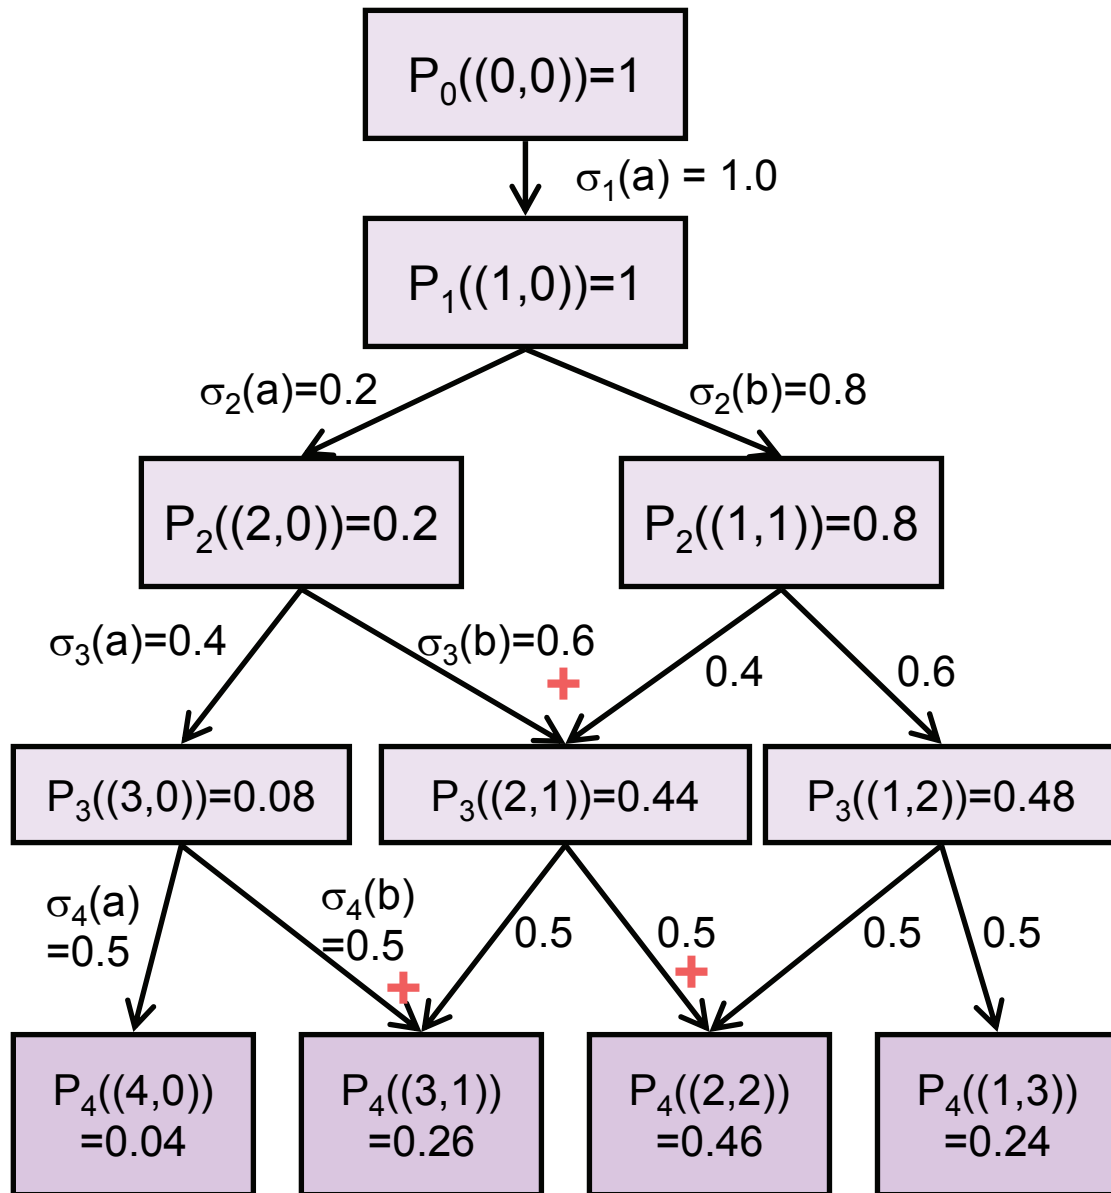 P₀((0,0))=1
σ₁(a) = 1.0
P₁((1,0))=1
σ₂(a)=0.2
σ₂(b)=0.8
P₂((2,0))=0.2
P₂((1,1))=0.8
σ₃(a)=0.4
σ₃(b)=0.6
0.4
0.6
+
P₃((3,0))=0.08
P₃((2,1))=0.44
P₃((1,2))=0.48
σ₄(a)
=0.5
σ₄(b)
=0.5
0.5
0.5
0.5
0.5
+
+
P₄((4,0))
=0.04
P₄((3,1))
=0.26
P₄((2,2))
=0.46
P₄((1,3))
=0.24